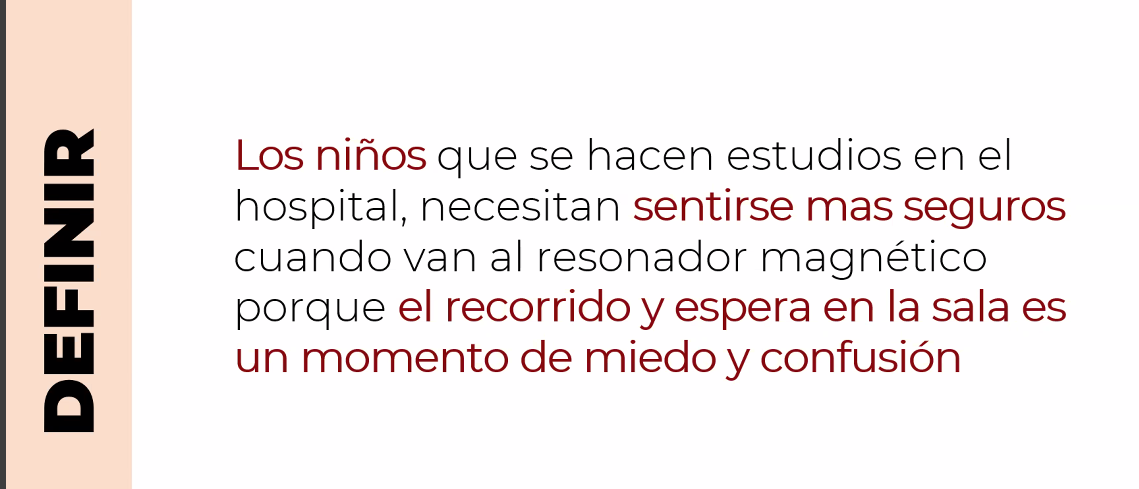 DEFINIR
Los niños que se hacen estudios en el
hospital, necesitan sentirse mas seguros
cuando van al resonador magnético
porque el recorrido y espera en la sala es
un momento de miedo y confusión